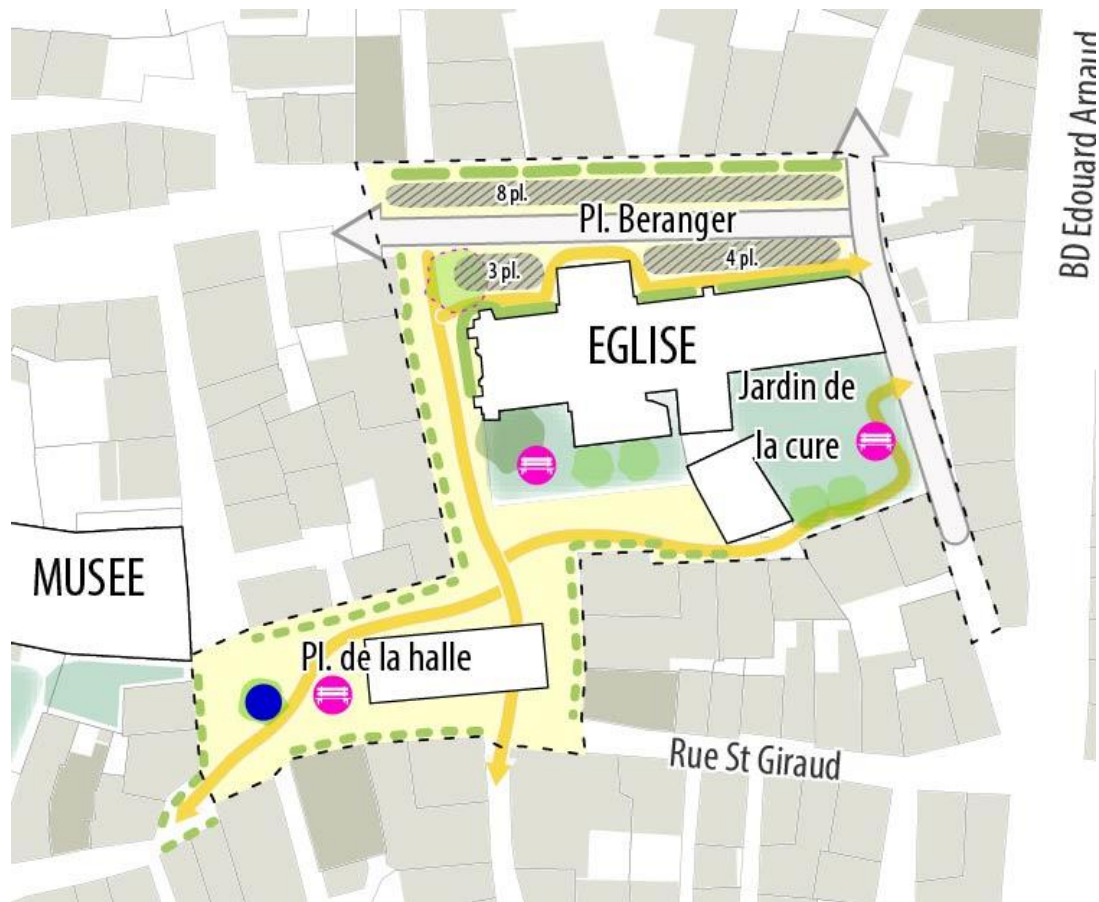 BD Edouard Arnaud
8 pl.
Pl. Beranger
3 pl.
4 pl.
EGLISE
Jardin de
la cure
MUSEE
Pl. de la halle
Rue St Giraud